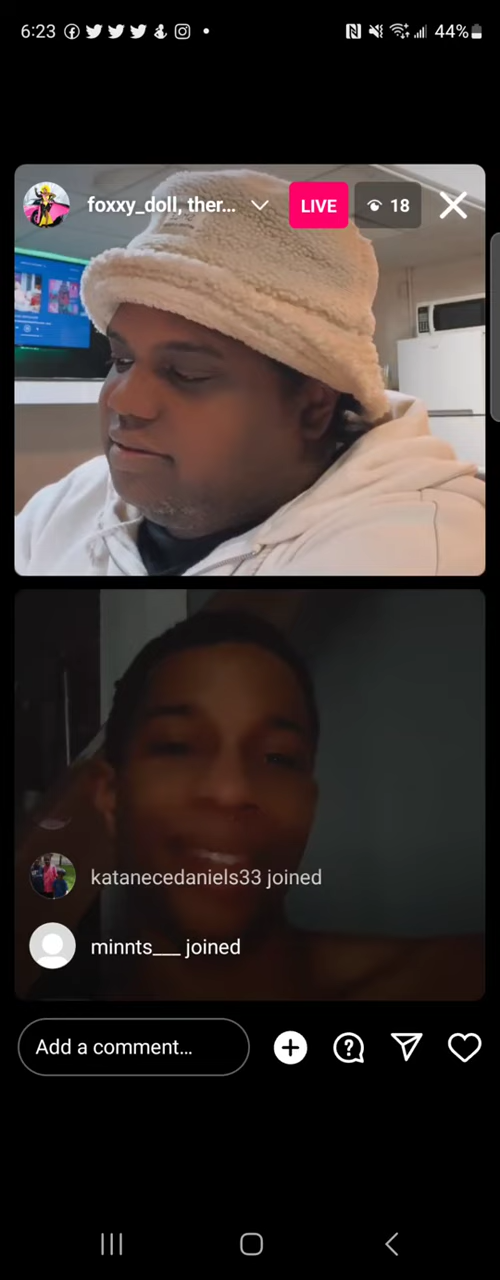 6:23
44%
foxxy_doll, ther...
LIVE
18
katanecedaniels33 joined
minnts___ joined
Add a comment...